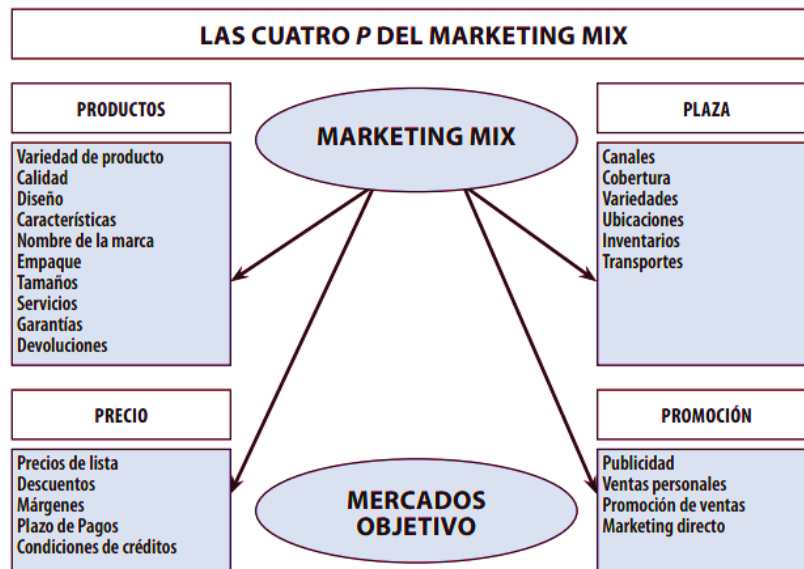 LAS CUATRO P DEL MARKETING MIX
PRODUCTOS
Variedad de producto
Calidad
Diseño
Características
Nombre de la marca
Empaque
Tamaños
Servicios
Garantías
Devoluciones
MARKETING MIX
PLAZA
Canales
Cobertura
Variedades
Ubicaciones
Inventarios
Transportes
PRECIO
Precios de lista
Descuentos
Márgenes
Plazo de Pagos
Condiciones de créditos
MERCADOS
OBJETIVO
PROMOCIÓN
Publicidad
Ventas personales
Promoción de ventas
Marketing directo